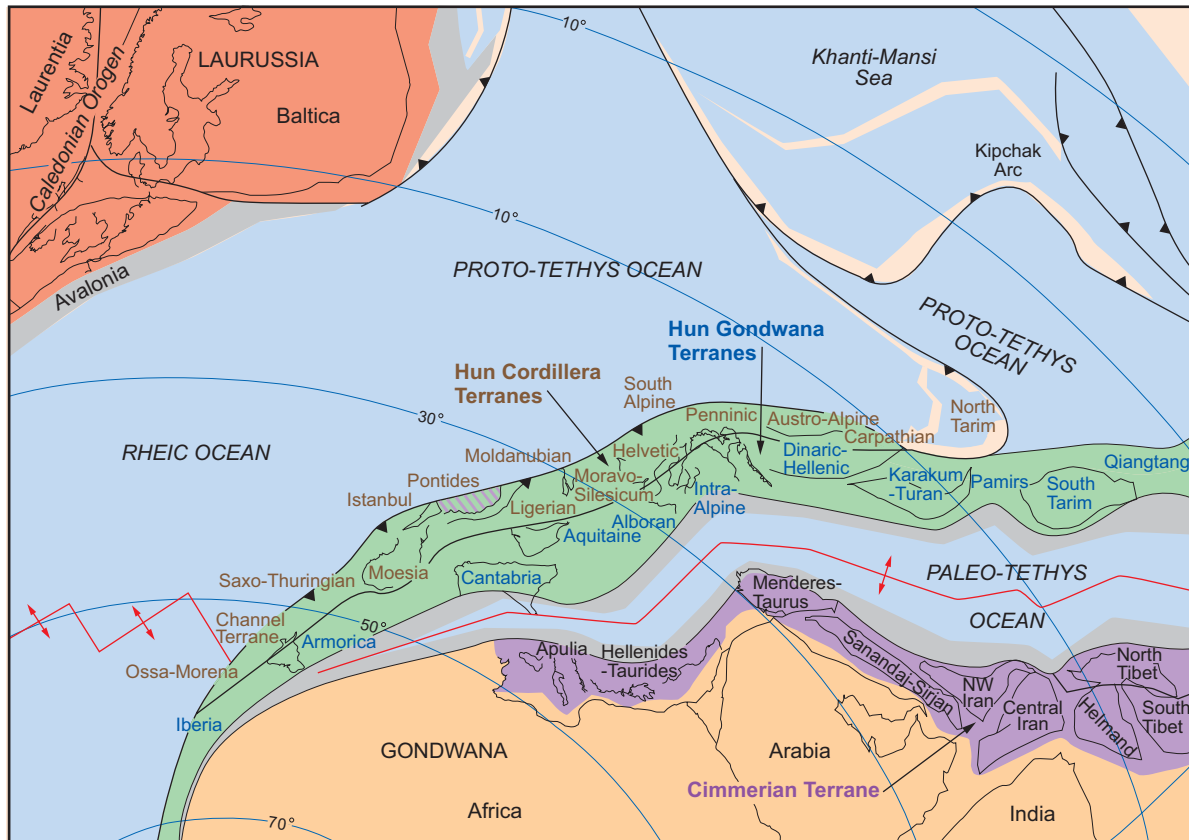 Laurentia
Caledonian Orogen
LAURUSSIA
Baltica
Avalonia
10°
Khanti-Mansi
Sea
Kipchak
Arc
10°
PROTO-TETHYS OCEAN
PROTO-TETHYS
OCEAN
Hun Gondwana
Terranes
Hun Cordillera
Terranes
30°
RHEIC OCEAN
South
Alpine
Penninic
Austro-Alpine
Carpathian
North
Tarim
Moldanubian
Helvetic
Dinaric-
Hellenic
Pontides
Istanbul
Moravo-
Silesicum
Ligerian
Intra-
Alpine
Karakum
-Turan
Pamirs
South
Tarim
Qiangtang
Alboran
Aquitaine
Moesia
Cantabria
Saxo-Thuringian
Channel
Terrane
Armorica
50°
Ossa-Morena
Iberia
PALEO-TETHYS
OCEAN
Menderes-
Taurus
Apulia
Hellenides
-Taurides
Sanandaj-Sirjan
NW
Iran
Central
Iran
Helmand
North
Tibet
South
Tibet
GONDWANA
Arabia
Cimmerian Terrane
Africa
India
70°